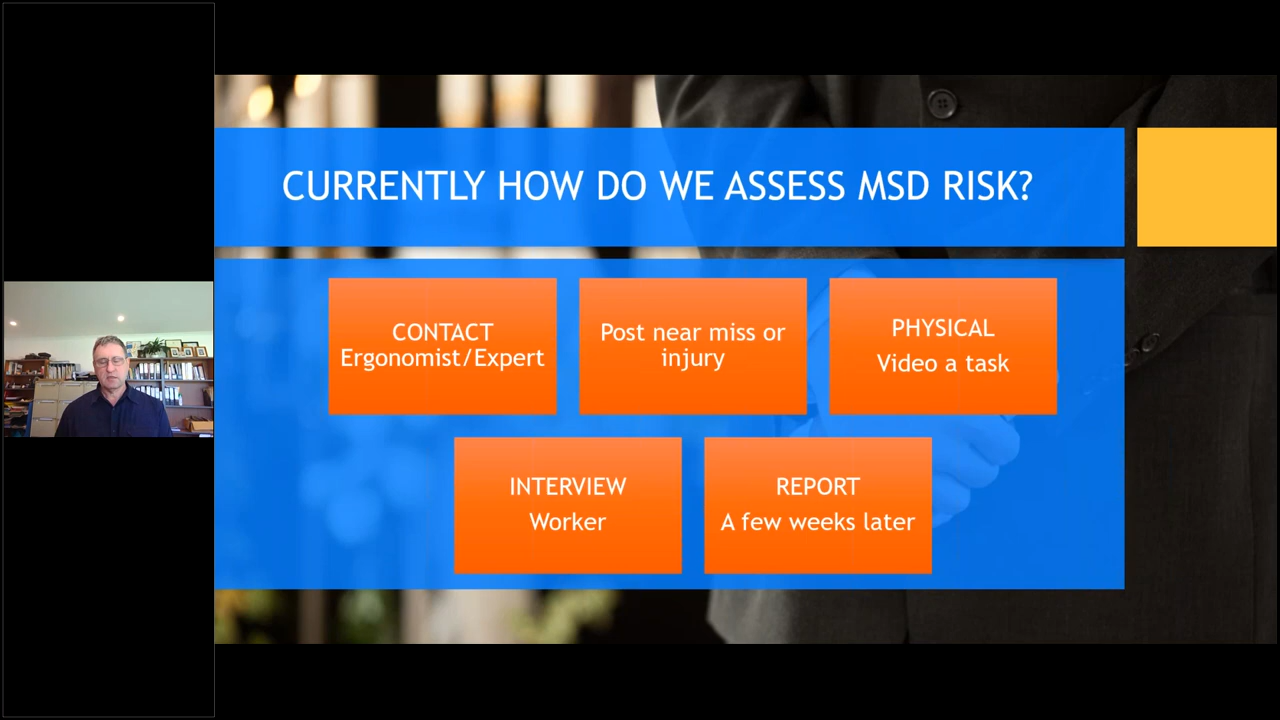 CURRENTLY HOW DO WE ASSESS MSD RISK?
CONTACT
Ergonomist/Expert
Post near miss or
injury
PHYSICAL
Video a task
INTERVIEW
Worker
REPORT
A few weeks later